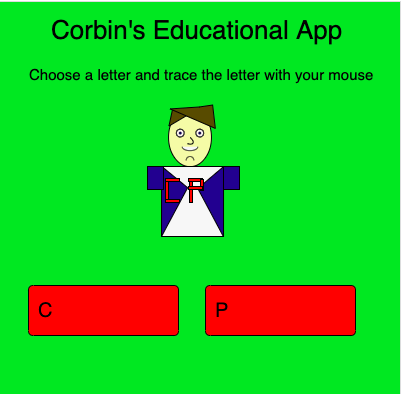 Corbin's Educational App
Choose a letter and trace the letter with your mouse
CP
C
P